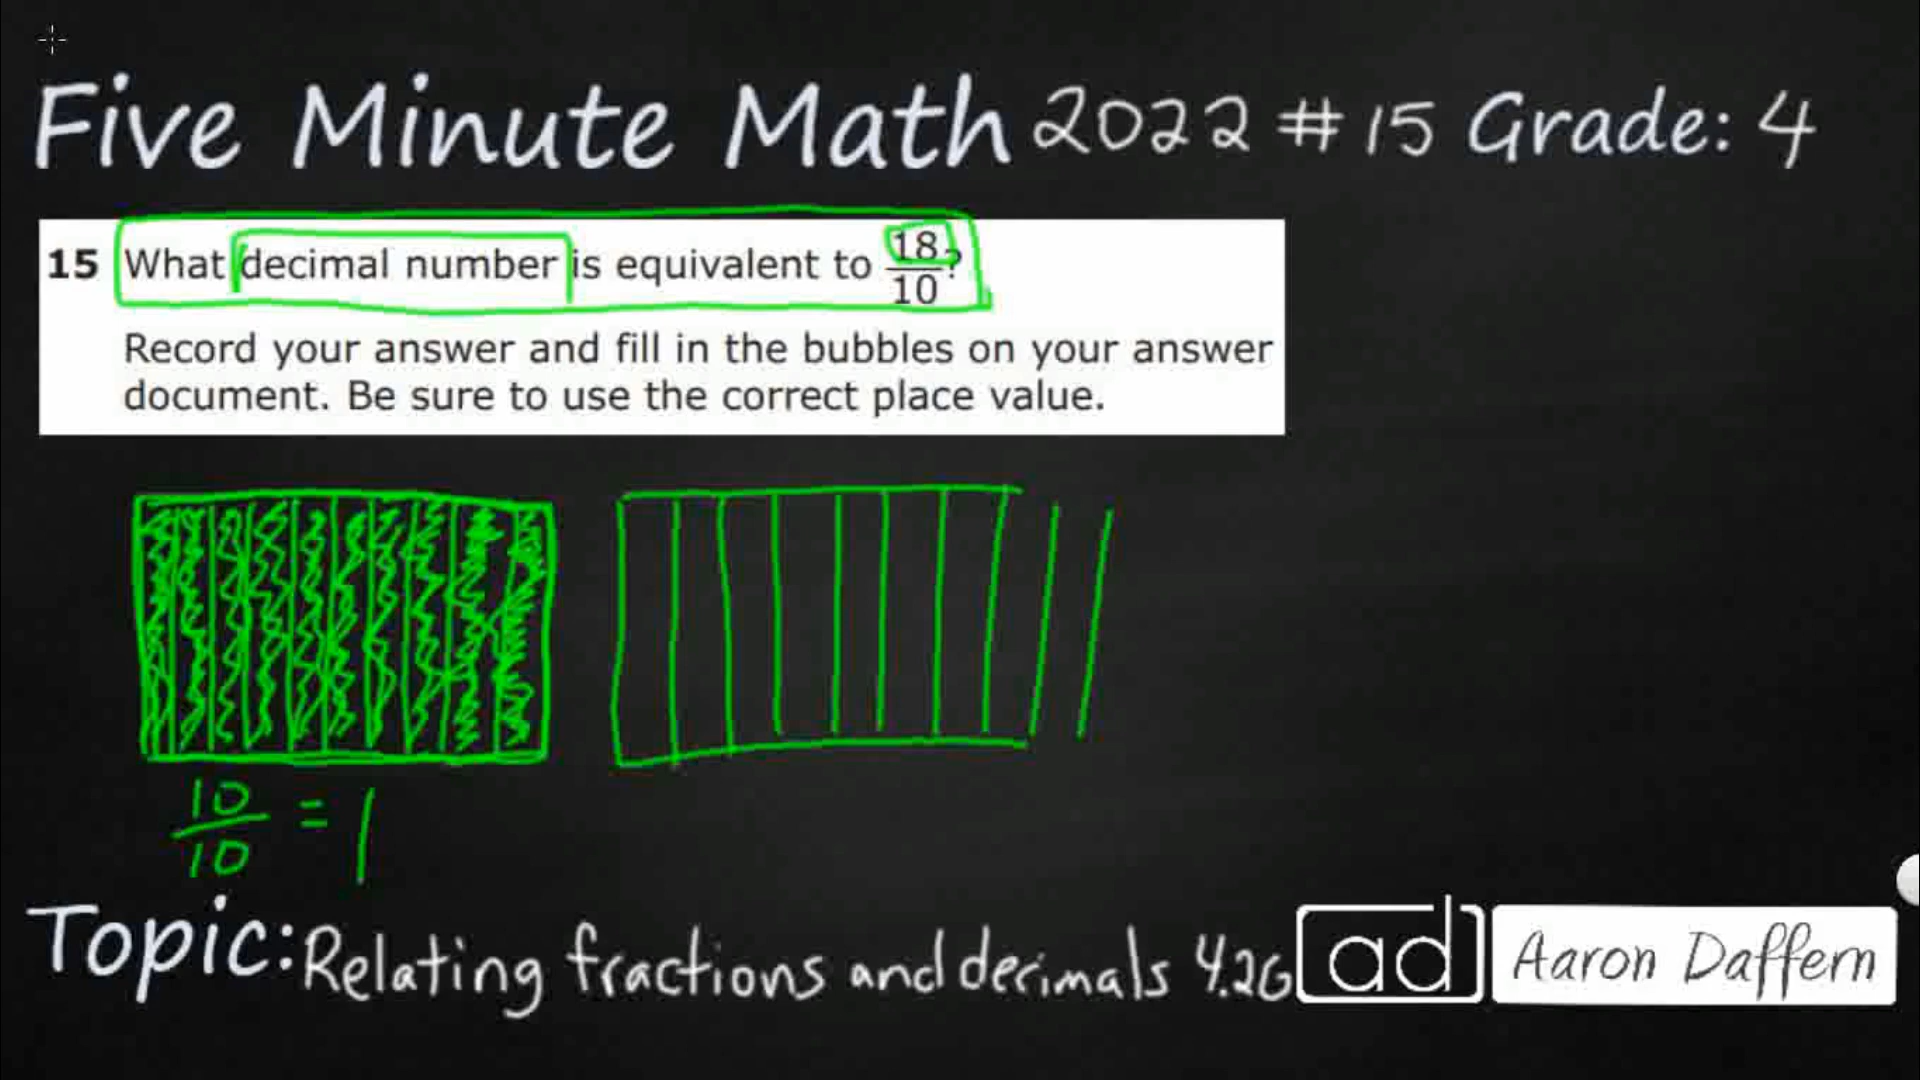 Five Minute Math 2022 #15 Grade: 4
15 What decimal number is equivalent to 18/10?
Record your answer and fill in the bubbles on your answer
document. Be sure to use the correct place value.
10/10 = 1
Topic: Relating fractions and decimals 4.2G
ad Aaron Daffern